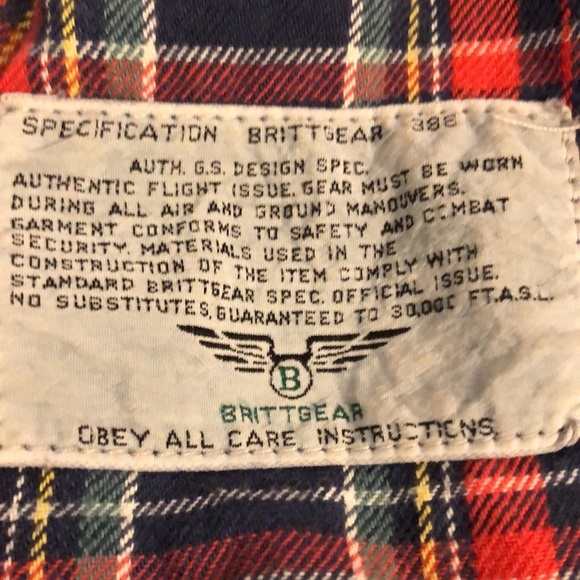 SPECIFICATION BRITTGEAR 388
AUTH. G.S. DESIGN SPEC.
AUTHENTIC FLIGHT ISSUE. GEAR MUST BE WORN
DURING ALL AIR AND GROUND MANOUVERS.
GARMENT CONFORMS TO SAFETY AND COMBAT
SECURITY. MATERIALS USED IN THE
CONSTRUCTION OF THE ITEM COMPLY WITH
STANDARD BRITTGEAR SPEC. OFFICIAL ISSUE.
NO SUBSTITUTES, GUARANTEED TO 30,000 FT.A.S.L.
B
BRITTGEAR
OBEY ALL CARE INSTRUCTIONS.